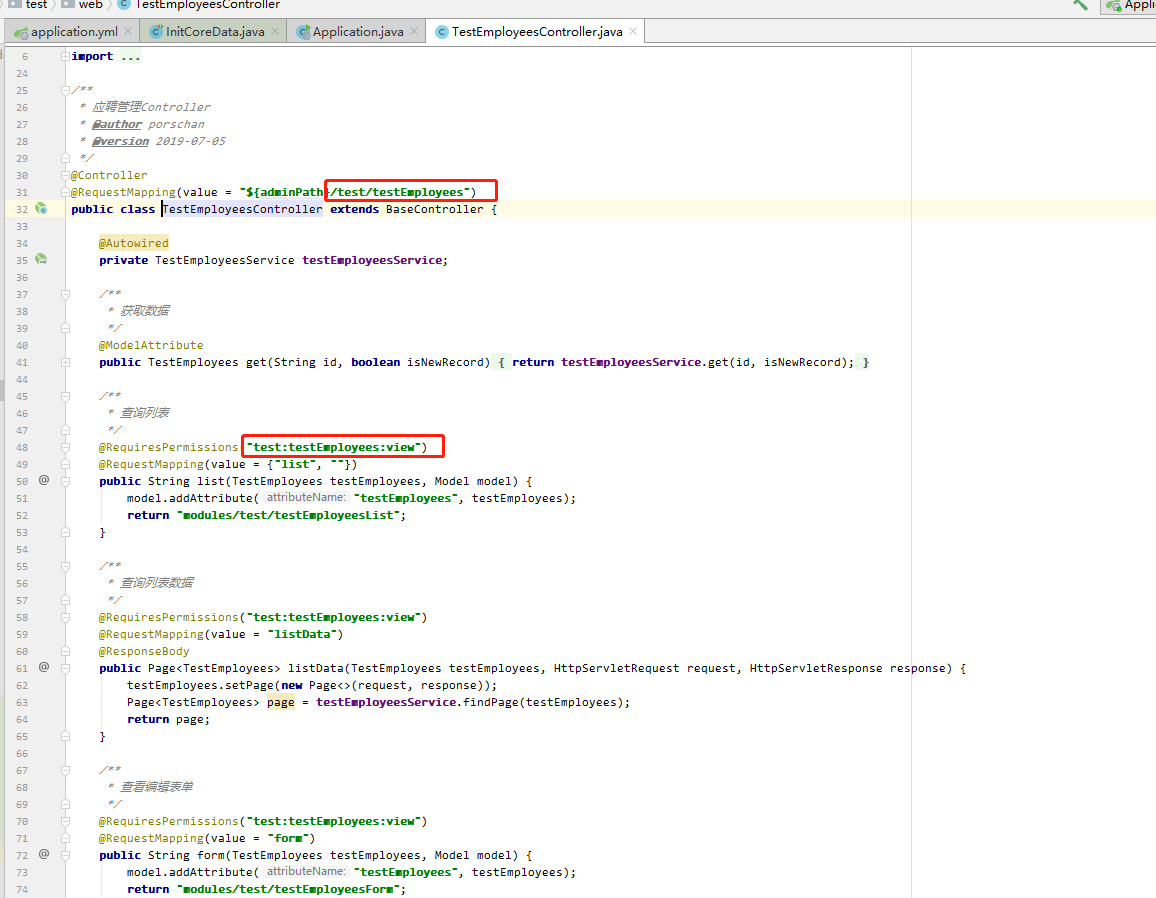 test web TestEmployeesController
application.yml InitCoreData.java Application.java TestEmployeesController.java
6 import ...
24
25 /**
26 * 应聘管理Controller
27 * @author porschan
28 * @version 2019-07-05
29 */
30 @Controller
31 @RequestMapping(value = "${adminPath}/test/testEmployees")
32 public class TestEmployeesController extends BaseController {
33
34 @Autowired
35 private TestEmployeesService testEmployeesService;
36
37 /**
38 * 获取数据
39 */
40 @ModelAttribute
41 public TestEmployees get(String id, boolean isNewRecord) { return testEmployeesService.get(id, isNewRecord); }
44
45 /**
46 * 查询列表
47 */
48 @RequiresPermissions "test:testEmployees:view")
49 @RequestMapping(value = {"list", ""})
50 @ public String list(TestEmployees testEmployees, Model model) {
51 model.addAttribute( attributeName: "testEmployees", testEmployees);
52 return "modules/test/testEmployeesList";
53 }
54
55 /**
56 * 查询列表数据
57 */
58 @RequiresPermissions("test:testEmployees:view")
59 @RequestMapping(value = "listData")
60 @ResponseBody
61 @ public Page<TestEmployees> listData(TestEmployees testEmployees, HttpServletRequest request, HttpServletResponse response) {
62 testEmployees.setPage(new Page<>(request, response));
63 Page<TestEmployees> page = testEmployeesService.findPage(testEmployees);
64 return page;
65 }
66
67 /**
68 * 查看编辑表单
69 */
70 @RequiresPermissions("test:testEmployees:view")
71 @RequestMapping(value = "form")
72 @ public String form(TestEmployees testEmployees, Model model) {
73 model.addAttribute( attributeName: "testEmployees", testEmployees);
74 return "modules/test/testEmployeesForm";